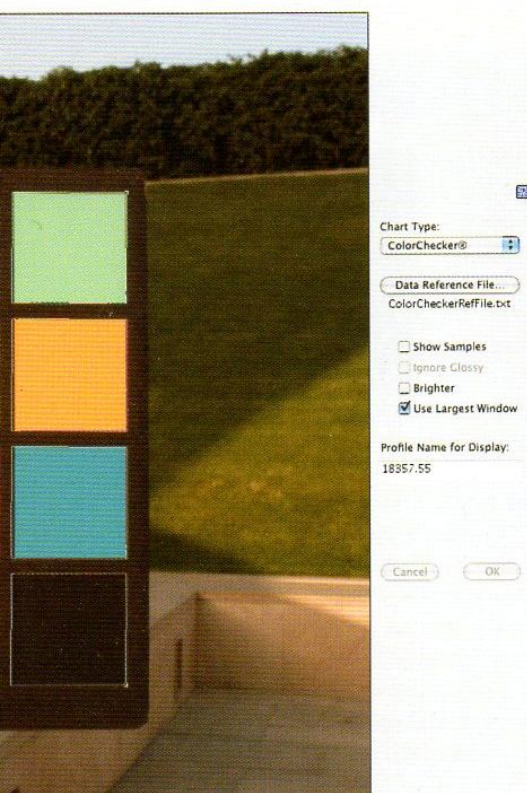 Chart Type:
ColorChecker®
Data Reference File...
ColorCheckerRefFile.txt
Show Samples
Ignore Glossy
Brighter
Use Largest Window
Profile Name for Display:
18357.55
Cancel
OK